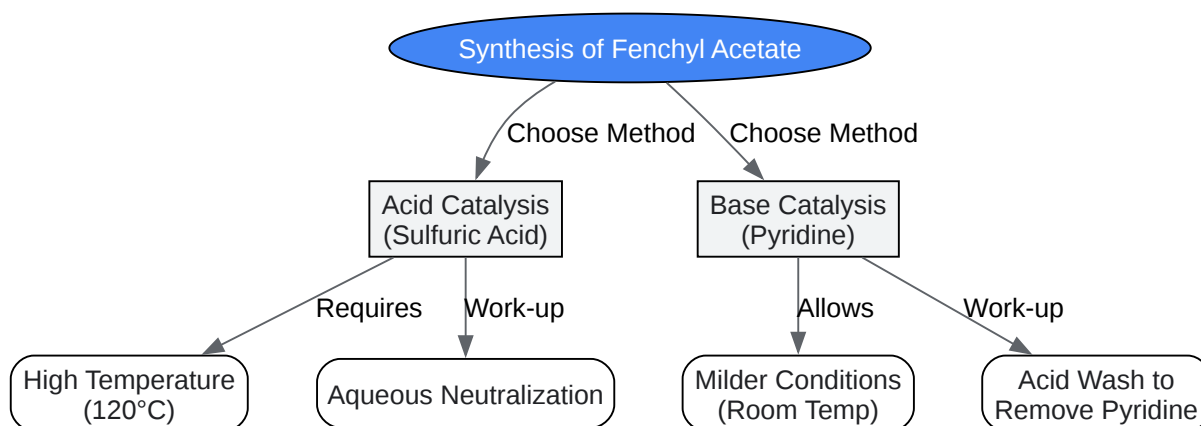 Synthesis of Fenchyl Acetate
Choose Method
Choose Method
Acid Catalysis
(Sulfuric Acid)
Base Catalysis
(Pyridine)
Requires
Work-up
Allows
Work-up
High Temperature
(120°C)
Aqueous Neutralization
Milder Conditions
(Room Temp)
Acid Wash to
Remove Pyridine